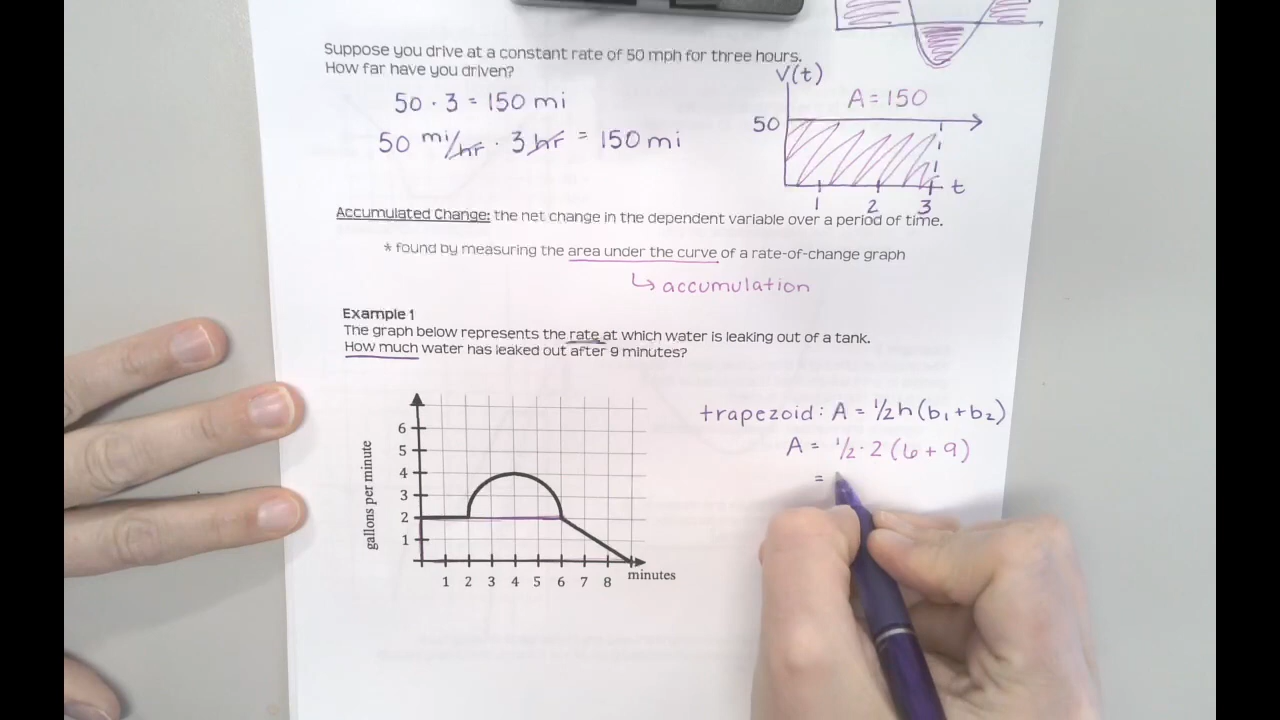 Suppose you drive at a constant rate of 50 mph for three hours.
How far have you driven?
50 · 3 = 150 mi
50 mi/hr · 3 hr = 150 mi
V(t)
A = 150
50
t
1 2 3
Accumulated Change: the net change in the dependent variable over a period of time.
* found by measuring the area under the curve of a rate-of-change graph
↳ accumulation
Example 1
The graph below represents the rate at which water is leaking out of a tank.
How much water has leaked out after 9 minutes?
gallons per minute
6
5
4
3
2
1
1 2 3 4 5 6 7 8
minutes
trapezoid: A = 1/2h(b₁+b₂)
A = 1/2 · 2 (6 + 9)
=